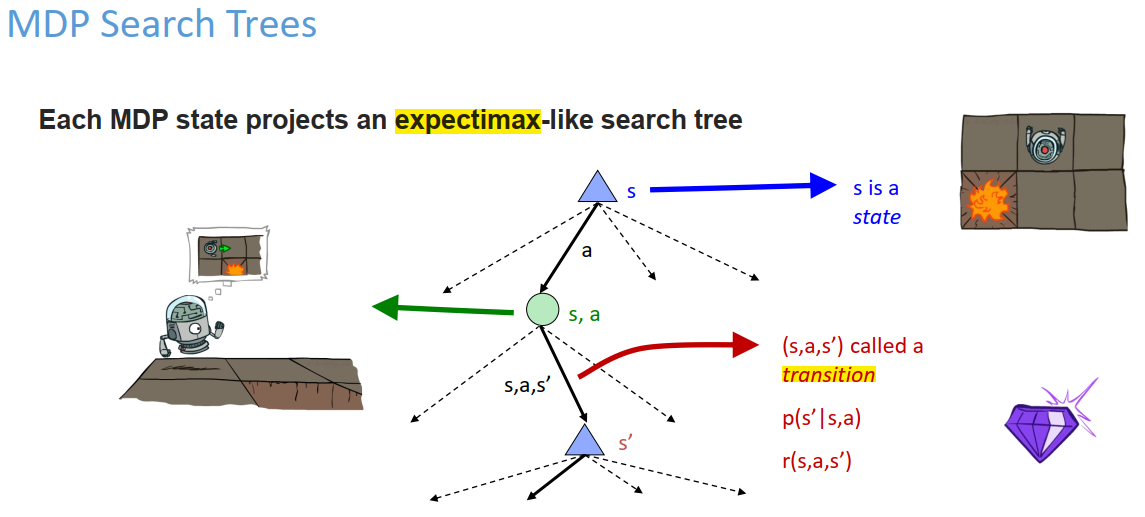 MDP Search Trees
Each MDP state projects an expectimax-like search tree
s
s is a
state
a
s, a
(s,a,s’) called a
transition
s,a,s’
p(s’|s,a)
s’
r(s,a,s’)